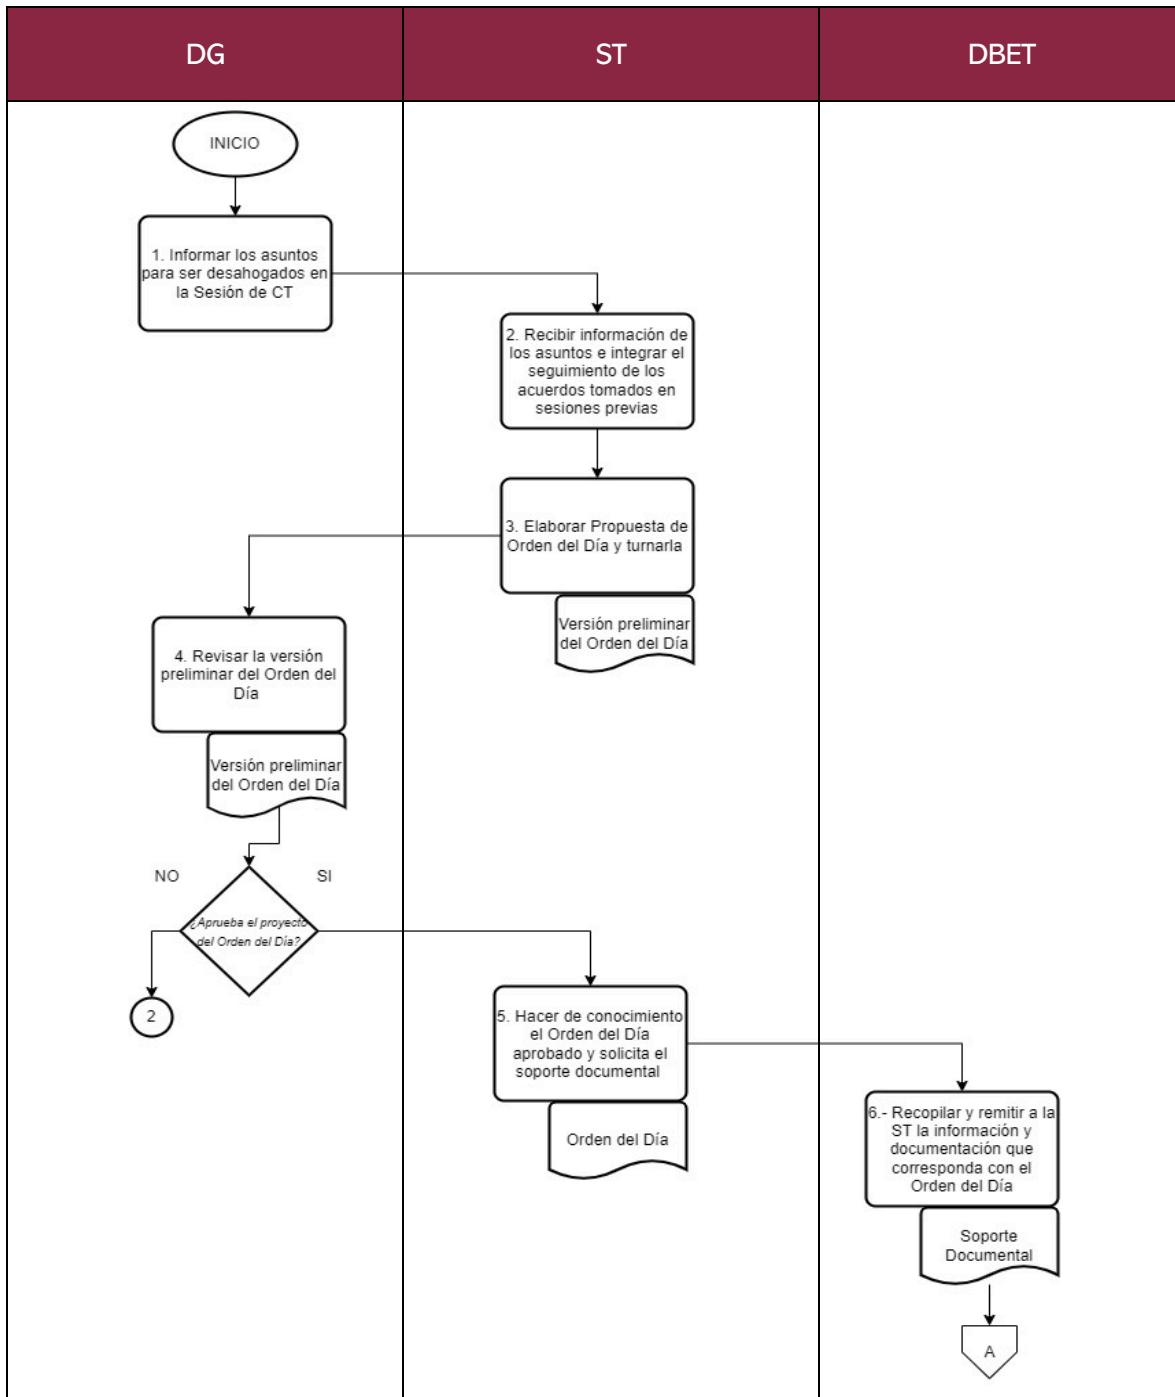 DG
ST
DBET
INICIO
1. Informar los asuntos
para ser desahogados en
la Sesión de CT
2. Recibir información de
los asuntos e integrar el
seguimiento de los
acuerdos tomados en
sesiones previas
3. Elaborar Propuesta de
Orden del Día y turnarla
Versión preliminar
del Orden del Día
4. Revisar la versión
preliminar del Orden del
Día
Versión preliminar
del Orden del Día
NO
SI
¿Aprueba el proyecto
del Orden del Día?
2
5. Hacer de conocimiento
el Orden del Día
aprobado y solicita el
soporte documental
Orden del Día
6.- Recopilar y remitir a la
ST la información y
documentación que
corresponda con el
Orden del Día
Soporte
Documental
A